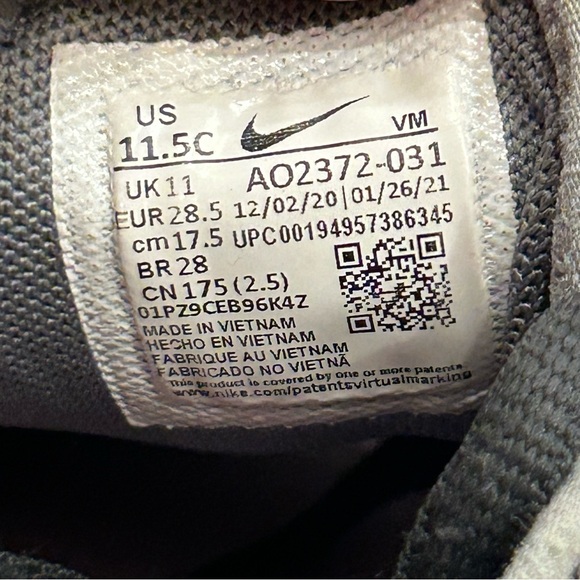 US
11.5C
VM
UK 11
AO2372-031
EUR 28.5
12/02/20|01/26/21
cm 17.5
UPC00194957386345
BR 28
CN 175 (2.5)
01PZ9CEB96K4Z
MADE IN VIETNAM
HECHO EN VIETNAM
FABRIQUE AU VIETNAM
FABRICADO NO VIETNÃ
This product is covered by one or more patents
www.nike.com/patentsvirtualmarking